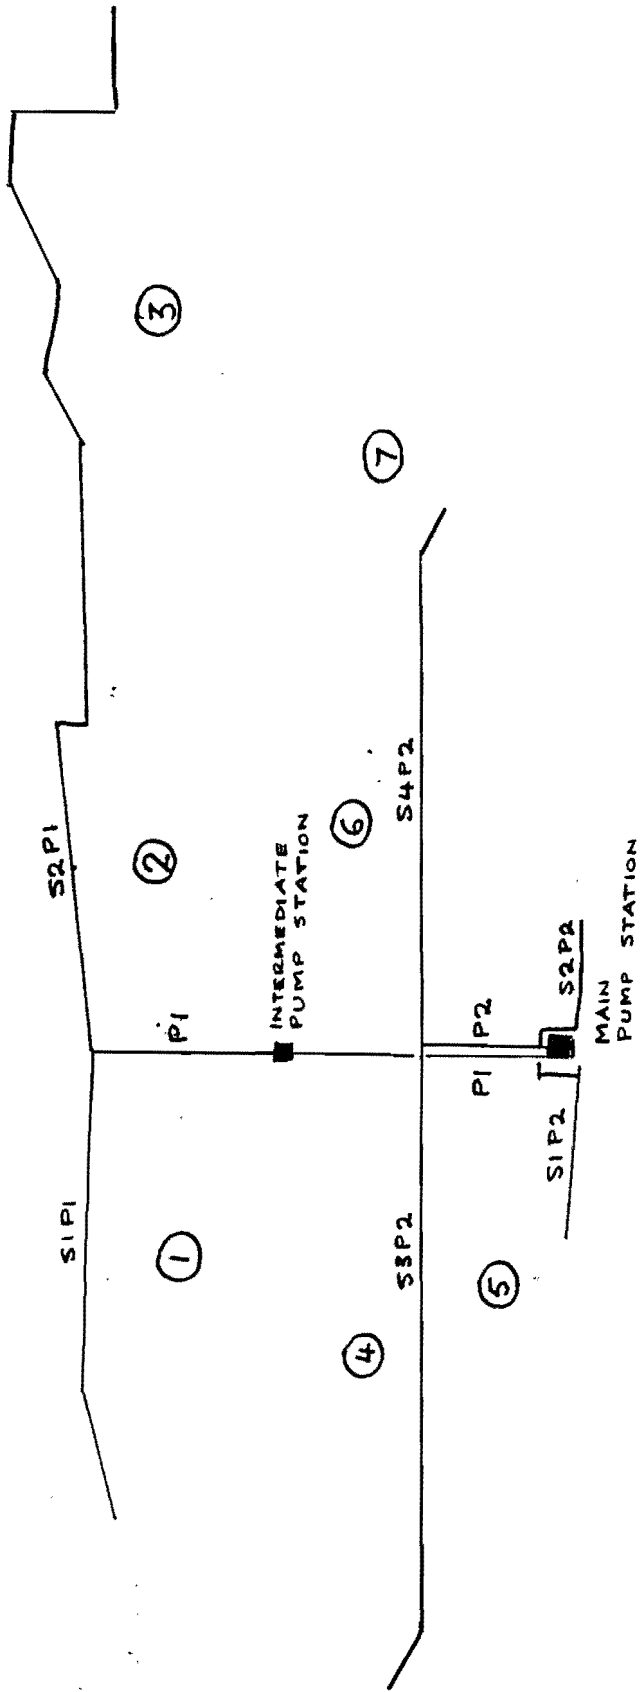 S1P1
S2P1
1
2
3
P1
INTERMEDIATE
PUMP STATION
4
6
7
S3P2
S4P2
5
P1
P2
S1P2
S2P2
MAIN
PUMP STATION